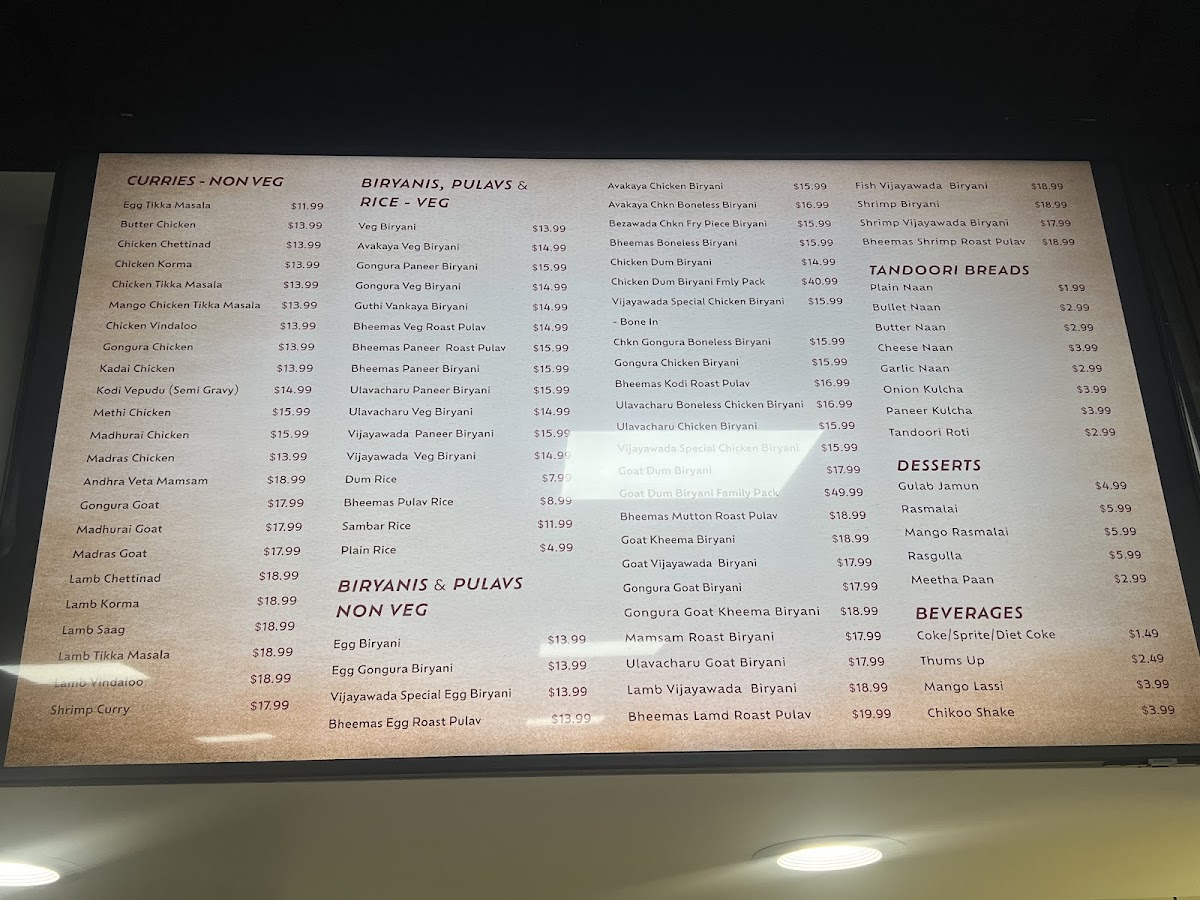 CURRIES - NON VEG
Egg Tikka Masala $11.99
Butter Chicken $13.99
Chicken Chettinad $13.99
Chicken Korma $13.99
Chicken Tikka Masala $13.99
Mango Chicken Tikka Masala $13.99
Chicken Vindaloo $13.99
Gongura Chicken $13.99
Kadai Chicken $13.99
Kodi Vepudu (Semi Gravy) $14.99
Methi Chicken $15.99
Madhurai Chicken $15.99
Madras Chicken $13.99
Andhra Veta Mamsam $18.99
Gongura Goat $17.99
Madhurai Goat $17.99
Madras Goat $17.99
Lamb Chettinad $18.99
Lamb Korma $18.99
Lamb Saag $18.99
Lamb Tikka Masala $18.99
Lamb Vindaloo $18.99
Shrimp Curry $17.99
BIRYANIS, PULAVS &
RICE - VEG
Veg Biryani $13.99
Avakaya Veg Biryani $14.99
Gongura Paneer Biryani $15.99
Gongura Veg Biryani $14.99
Guthi Vankaya Biryani $14.99
Bheemas Veg Roast Pulav $14.99
Bheemas Paneer Roast Pulav $15.99
Bheemas Paneer Biryani $15.99
Ulavacharu Paneer Biryani $15.99
Ulavacharu Veg Biryani $14.99
Vijayawada Paneer Biryani $15.99
Vijayawada Veg Biryani $14.99
Dum Rice $7.99
Bheemas Pulav Rice $8.99
Sambar Rice $11.99
Plain Rice $4.99
BIRYANIS & PULAVS
NON VEG
Egg Biryani $13.99
Egg Gongura Biryani $13.99
Vijayawada Special Egg Biryani $13.99
Bheemas Egg Roast Pulav $13.99
Avakaya Chicken Biryani $15.99
Avakaya Chkn Boneless Biryani $16.99
Bezawada Chkn Fry Piece Biryani $15.99
Bheemas Boneless Biryani $15.99
Chicken Dum Biryani $14.99
Chicken Dum Biryani Fmly Pack $40.99
Vijayawada Special Chicken Biryani $15.99
- Bone In
Chkn Gongura Boneless Biryani $15.99
Gongura Chicken Biryani $15.99
Bheemas Kodi Roast Pulav $16.99
Ulavacharu Boneless Chicken Biryani $16.99
Ulavacharu Chicken Biryani $15.99
Vijayawada Special Chicken Biryani $15.99
Goat Dum Biryani $17.99
Goat Dum Biryani Family Pack $49.99
Bheemas Mutton Roast Pulav $18.99
Goat Kheema Biryani $18.99
Goat Vijayawada Biryani $17.99
Gongura Goat Biryani $17.99
Gongura Goat Kheema Biryani $18.99
Mamsam Roast Biryani $17.99
Ulavacharu Goat Biryani $17.99
Lamb Vijayawada Biryani $18.99
Bheemas Lamd Roast Pulav $19.99
Fish Vijayawada Biryani $18.99
Shrimp Biryani $18.99
Shrimp Vijayawada Biryani $17.99
Bheemas Shrimp Roast Pulav $18.99
TANDOORI BREADS
Plain Naan $1.99
Bullet Naan $2.99
Butter Naan $2.99
Cheese Naan $3.99
Garlic Naan $2.99
Onion Kulcha $3.99
Paneer Kulcha $3.99
Tandoori Roti $2.99
DESSERTS
Gulab Jamun $4.99
Rasmalai $5.99
Mango Rasmalai $5.99
Rasgulla $5.99
Meetha Paan $2.99
BEVERAGES
Coke/Sprite/Diet Coke $1.49
Thums Up $2.49
Mango Lassi $3.99
Chikoo Shake $3.99